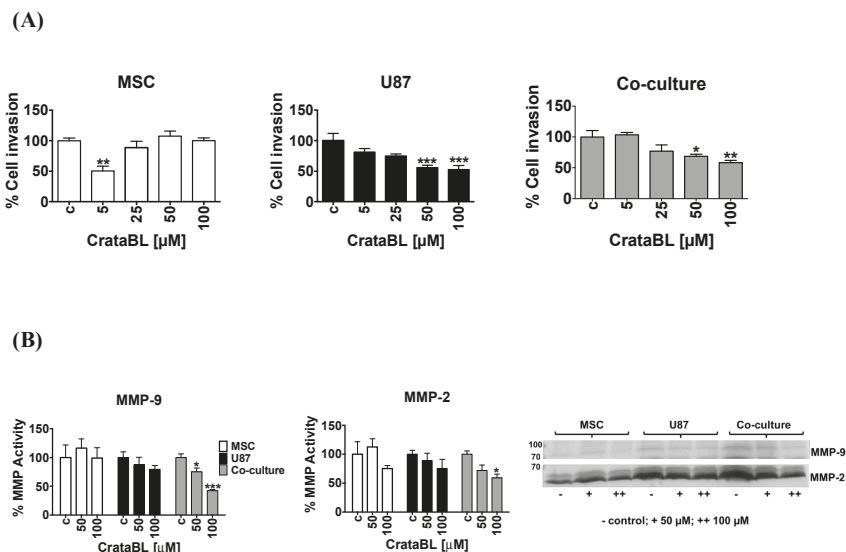 (A)
MSC
% Cell invasion
150
100
50
0
**
C
5
25
50
100
CrataBL [µM]
U87
% Cell invasion
150
100
50
0
***
***
C
5
25
50
100
CrataBL [µM]
Co-culture
% Cell invasion
150
100
50
0
*
**
C
5
25
50
100
CrataBL [µM]
(B)
MMP-9
% MMP Activity
150
100
50
0
MSC
U87
Co-culture
*
***
C
50
100
C
50
100
C
50
100
CrataBL [µM]
MMP-2
% MMP Activity
150
100
50
0
*
C
50
100
C
50
100
C
50
100
CrataBL [µM]
MSC
U87
Co-culture
100
70
MMP-9
70
MMP-2
- + ++ - + ++ - + ++
- control; + 50 µM; ++ 100 µM